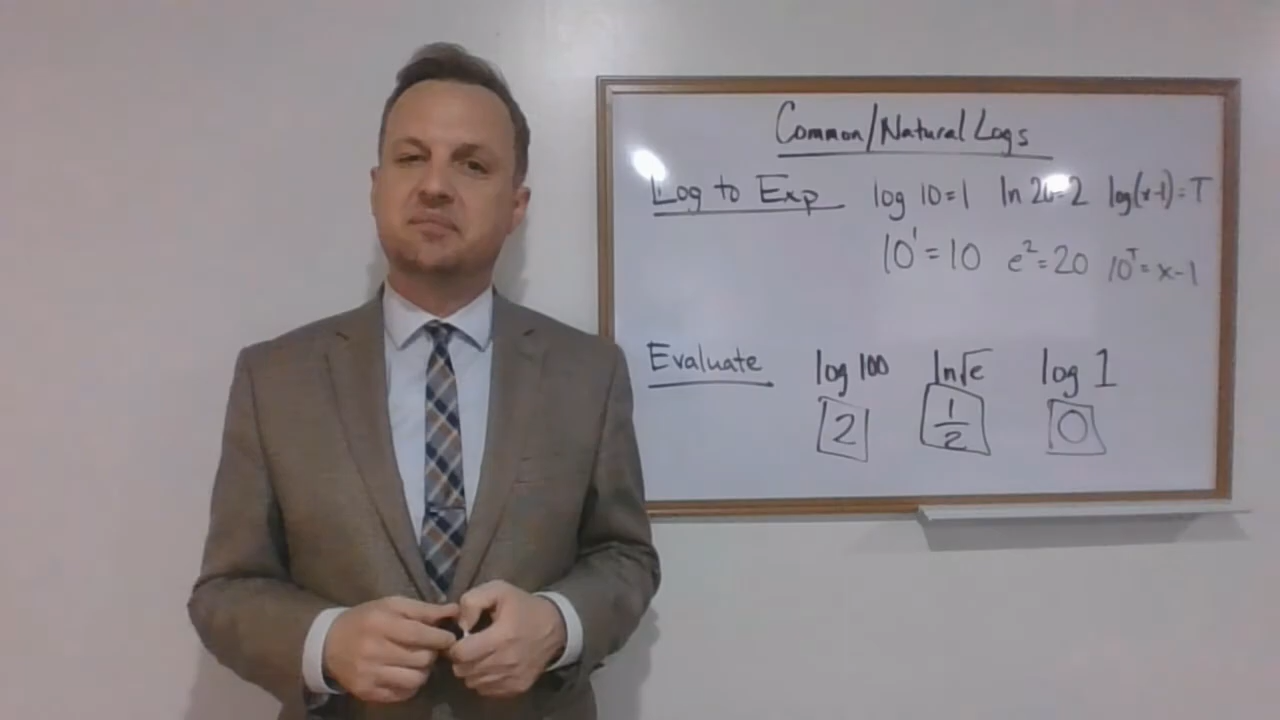 Common/Natural Logs
Log to Exp log 10=1 ln 20=2 log(x-1)=T
10¹=10 e²=20 10ᵀ=x-1
Evaluate log 100 ln√e log 1
2 1/2 0